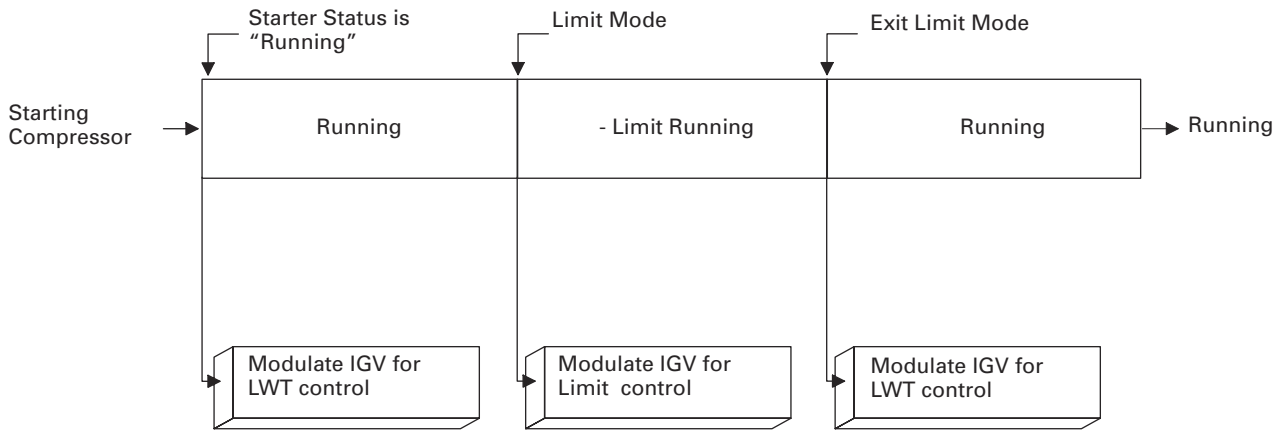 Starter Status is
“Running”
Limit Mode
Exit Limit Mode
Starting
Compressor
Running
- Limit Running
Running
Running
Modulate IGV for
LWT control
Modulate IGV for
Limit control
Modulate IGV for
LWT control